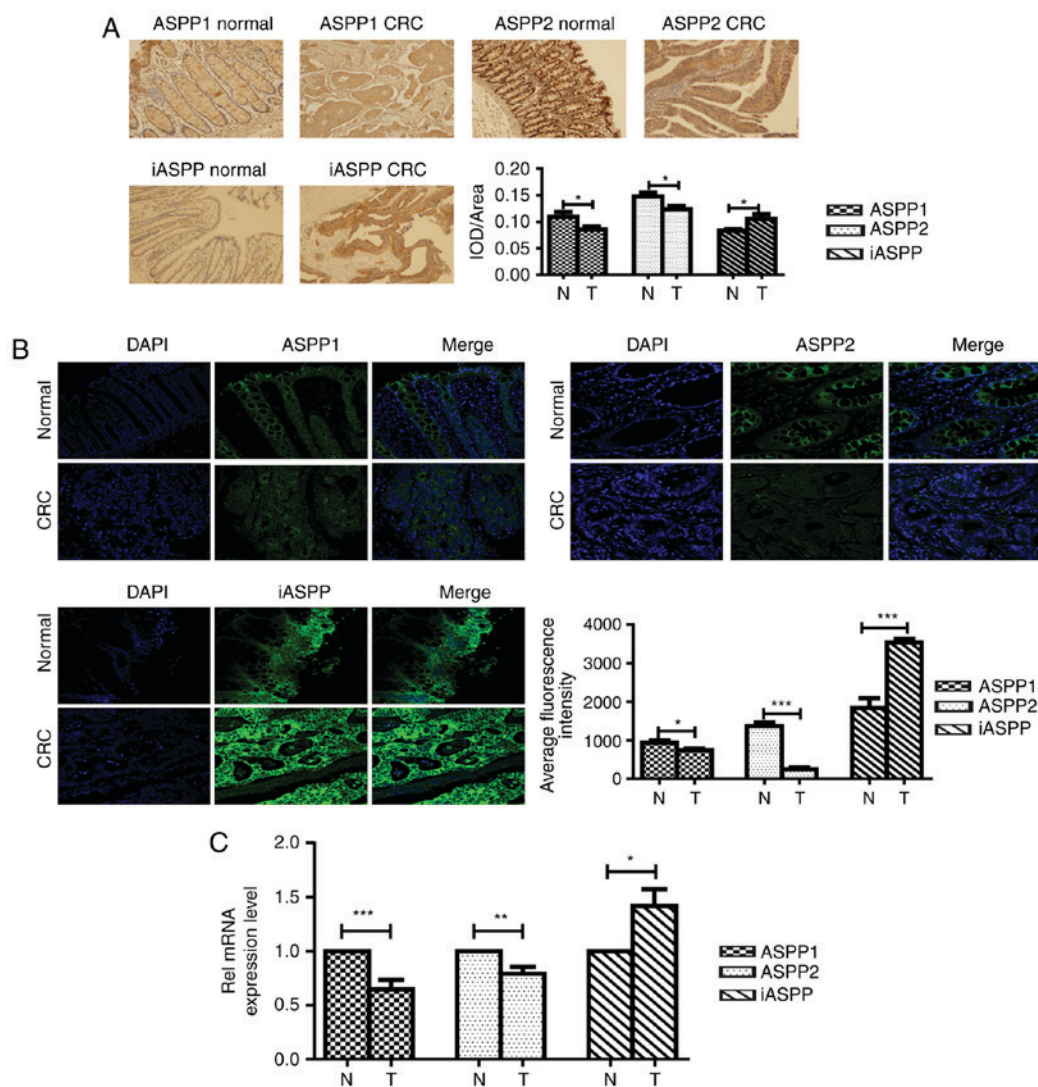 A
ASPP1 normal
ASPP1 CRC
ASPP2 normal
ASPP2 CRC
iASPP normal
iASPP CRC
IOD/Area
0.20
0.15
0.10
0.05
0.00
*
*
*
N T N T N T
ASPP1
ASPP2
iASPP
B
DAPI ASPP1 Merge
Normal
CRC
DAPI ASPP2 Merge
Normal
CRC
DAPI iASPP Merge
Normal
CRC
Average fluorescence
intensity
4000
3000
2000
1000
0
*
***
***
N T N T N T
ASPP1
ASPP2
iASPP
C
Rel mRNA
expression level
2.0
1.5
1.0
0.5
0.0
***
**
*
N T N T N T
ASPP1
ASPP2
iASPP